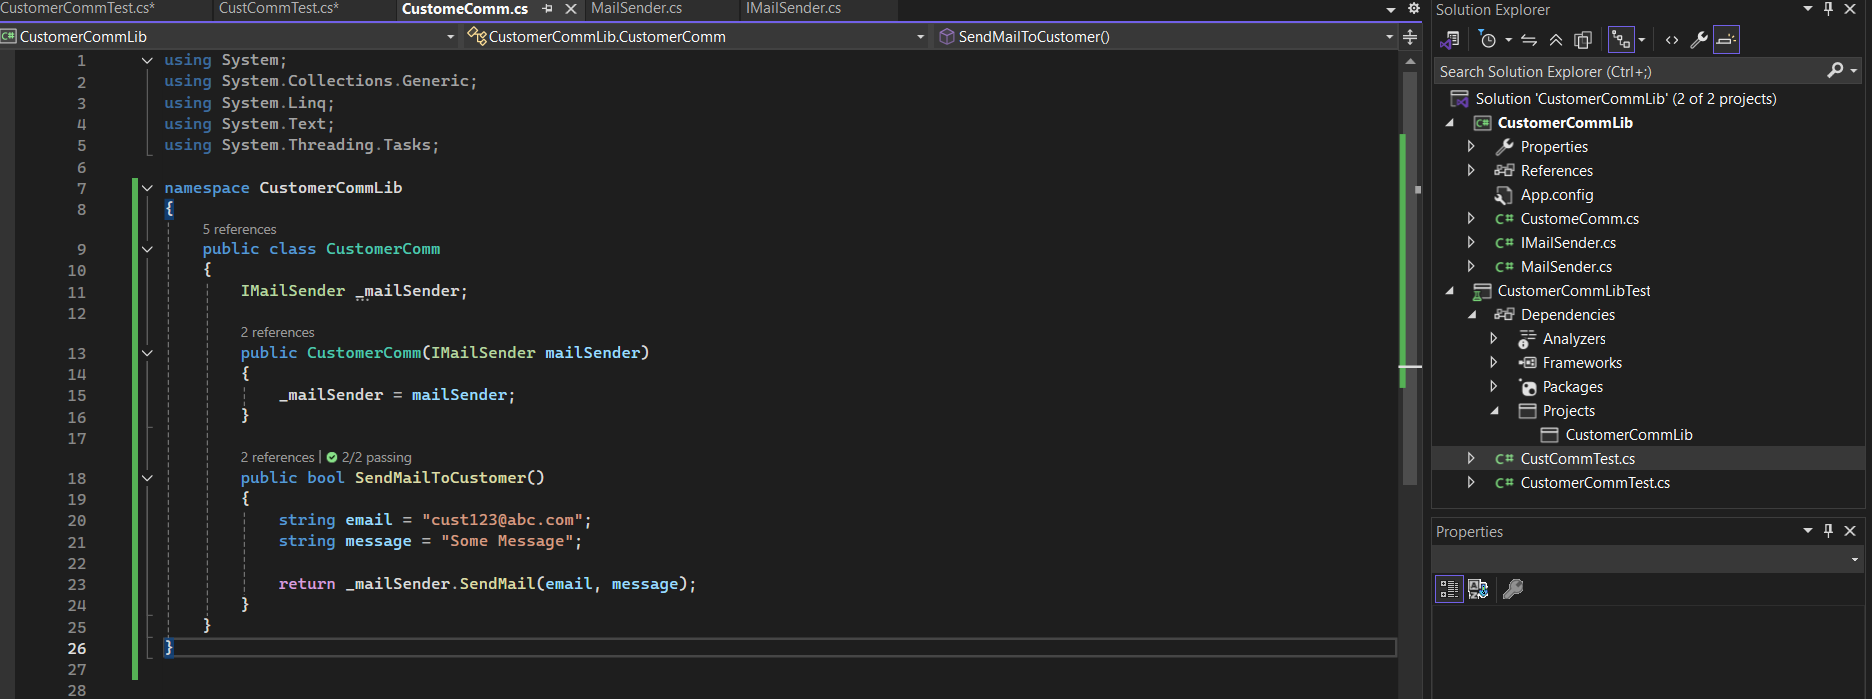 CustomerCommTest.cs*
CustCommTest.cs*
CustomeComm.cs
MailSender.cs
IMailSender.cs
C# CustomerCommLib
CustomerCommLib.CustomerComm
SendMailToCustomer()
1 using System;
2 using System.Collections.Generic;
3 using System.Linq;
4 using System.Text;
5 using System.Threading.Tasks;
6
7 namespace CustomerCommLib
8 {
5 references
9 public class CustomerComm
10 {
11 IMailSender _mailSender;
12
2 references
13 public CustomerComm(IMailSender mailSender)
14 {
15 _mailSender = mailSender;
16 }
17
2 references | 2/2 passing
18 public bool SendMailToCustomer()
19 {
20 string email = "cust123@abc.com";
21 string message = "Some Message";
22
23 return _mailSender.SendMail(email, message);
24 }
25 }
26 }
27
28
Solution Explorer
Search Solution Explorer (Ctrl+;)
Solution 'CustomerCommLib' (2 of 2 projects)
C# CustomerCommLib
Properties
References
App.config
C# CustomeComm.cs
C# IMailSender.cs
C# MailSender.cs
CustomerCommLibTest
Dependencies
Analyzers
Frameworks
Packages
Projects
CustomerCommLib
C# CustCommTest.cs
C# CustomerCommTest.cs
Properties